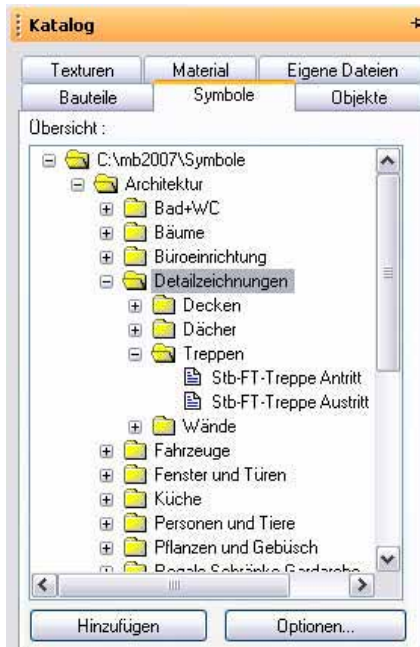 Katalog
Texturen Material Eigene Dateien
Bauteile Symbole Objekte
Übersicht :
C:\mb2007\Symbole
Architektur
Bad+WC
Bäume
Büroeinrichtung
Detailzeichnungen
Decken
Dächer
Treppen
Stb-FT-Treppe Antritt
Stb-FT-Treppe Austritt
Wände
Fahrzeuge
Fenster und Türen
Küche
Personen und Tiere
Pflanzen und Gebüsch
Hinzufügen Optionen...